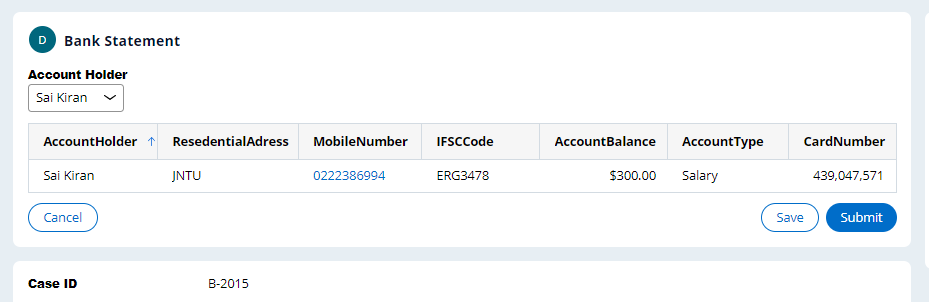 D Bank Statement
Account Holder
Sai Kiran
AccountHolder ↑ ResedentialAdress MobileNumber IFSCCode AccountBalance AccountType CardNumber
Sai Kiran JNTU 0222386994 ERG3478 $300.00 Salary 439,047,571
Cancel Save Submit
Case ID B-2015